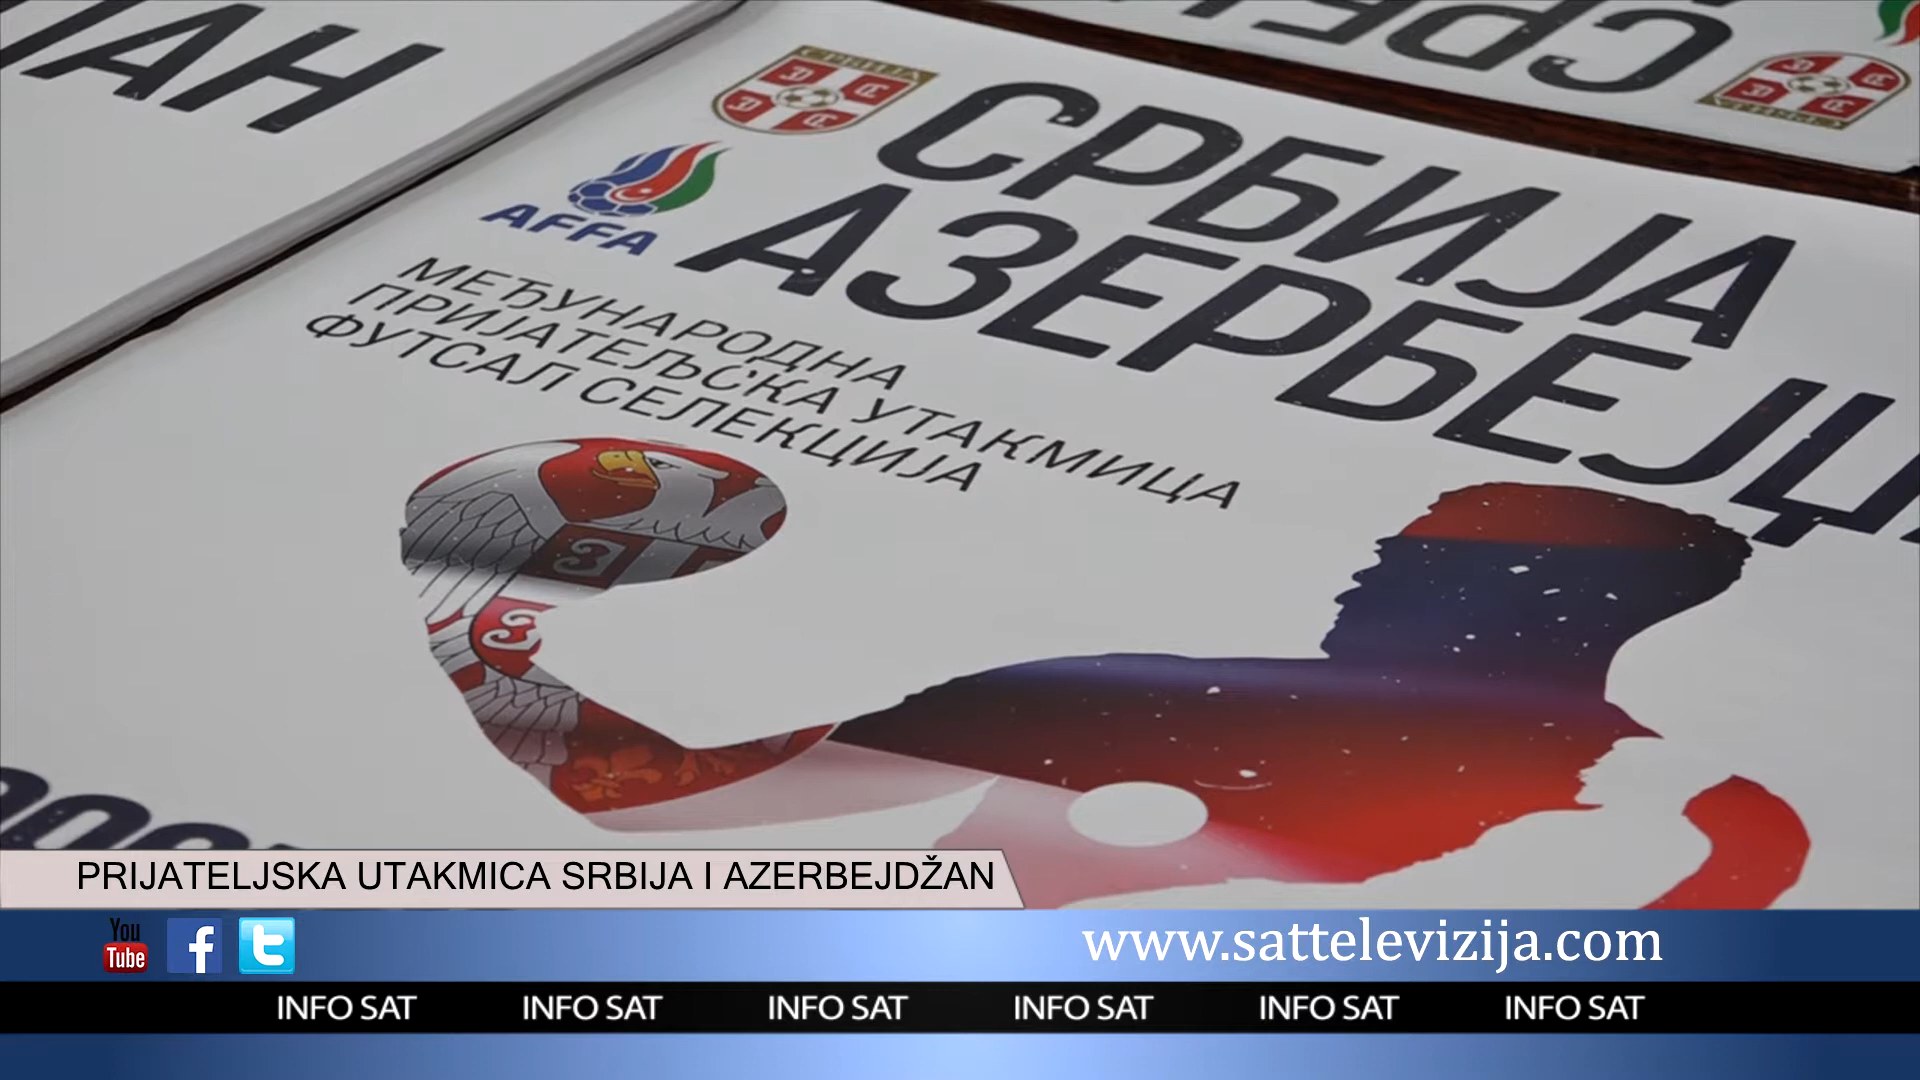 СРБИЈА
СРБИЈА
АЗЕРБЕЈЏ
AFFA
МЕЂУНАРОДНА
ПРИЈАТЕЉСКА УТАКМИЦА
ФУТСАЛ СЕЛЕКЦИЈА
PRIJATELJSKA UTAKMICA SRBIJA I AZERBEJDŽAN
You
Tube
www.sattelevizija.com
INFO SAT INFO SAT INFO SAT INFO SAT INFO SAT INFO SAT